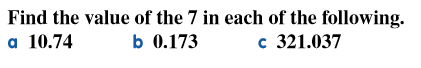 Find the value of the 7 in each of the following.
a 10.74 b 0.173 c 321.037